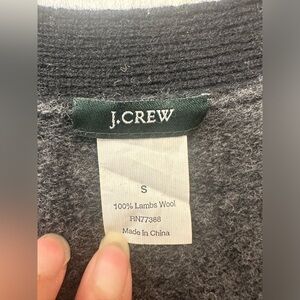 J.CREW
S
100% Lambs Wool
RN77388
Made In China